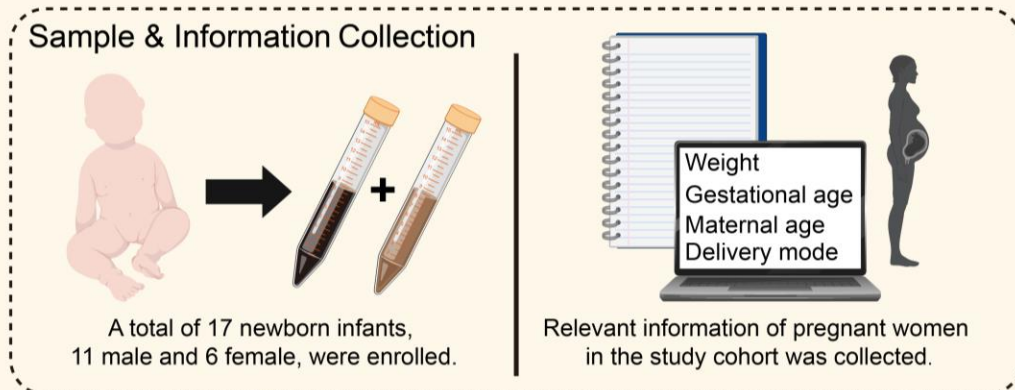 Sample & Information Collection
A total of 17 newborn infants,
11 male and 6 female, were enrolled.
Weight
Gestational age
Maternal age
Delivery mode
Relevant information of pregnant women
in the study cohort was collected.